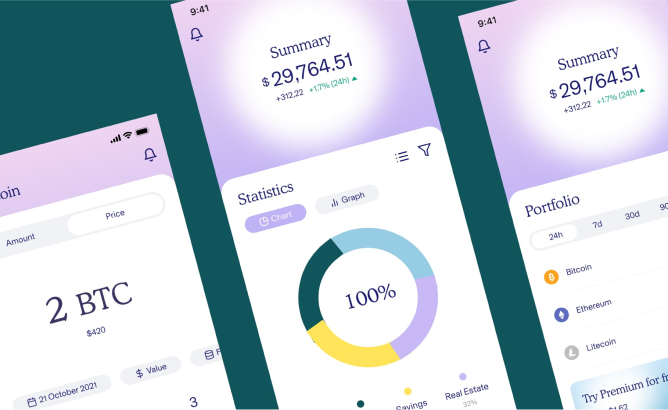 oin
Amount
Price
2 BTC
$420
21 October 2021
$ Value
3
9:41
Summary
$ 29,764.51
+312,22 +1.7% (24h)
Statistics
Chart
Graph
100%
Savings
Real Estate
32%
9:41
Summary
$ 29,764.51
+312,22 +1.7% (24h)
Portfolio
24h
7d
30d
90
Bitcoin
Ethereum
Litecoin
Try Premium for fr